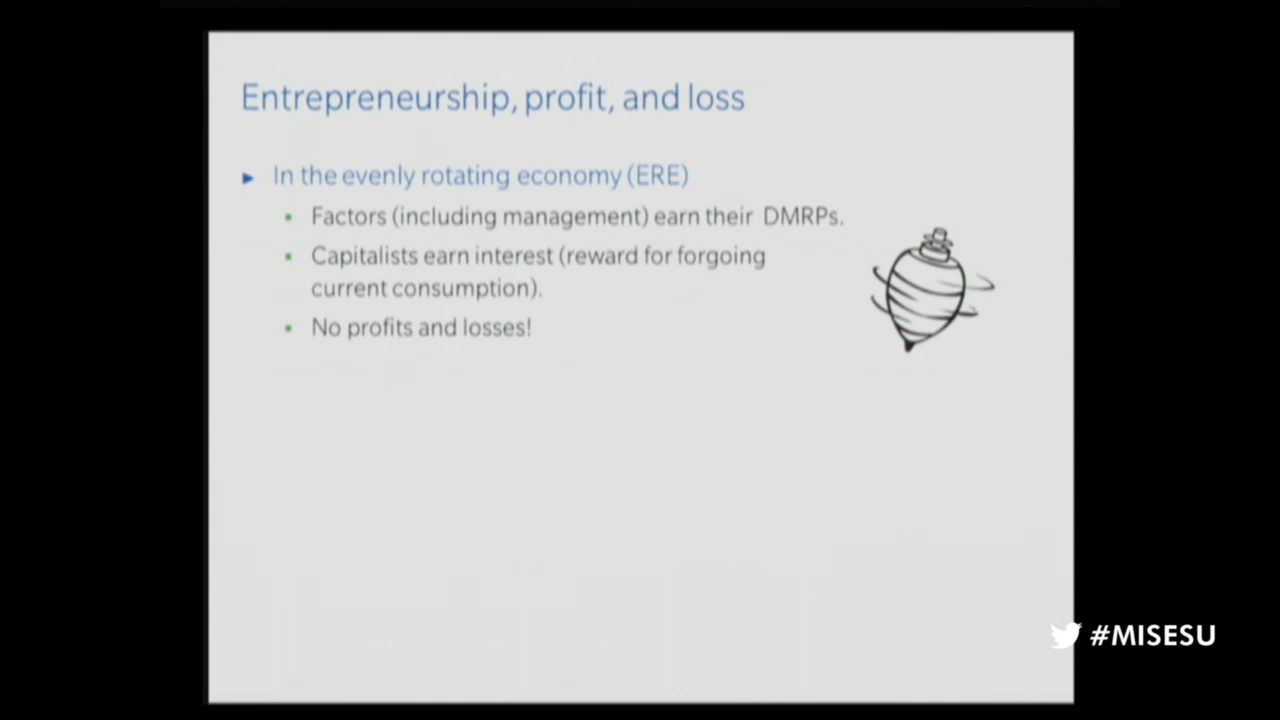 Entrepreneurship, profit, and loss
► In the evenly rotating economy (ERE)
▪ Factors (including management) earn their DMRPs.
▪ Capitalists earn interest (reward for forgoing
current consumption).
▪ No profits and losses!
#MISESU